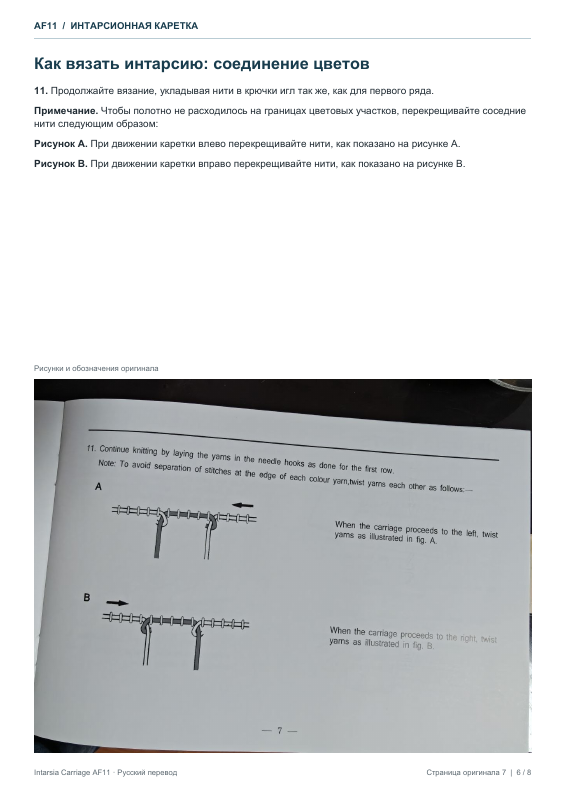 AF11 / ИНТАРСИОННАЯ КАРЕТКА
Как вязать интарсию: соединение цветов
11. Продолжайте вязание, укладывая нити в крючки игл так же, как для первого ряда.
Примечание. Чтобы полотно не расходилось на границах цветовых участков, перекрещивайте соседние
нити следующим образом:
Рисунок A. При движении каретки влево перекрещивайте нити, как показано на рисунке A.
Рисунок B. При движении каретки вправо перекрещивайте нити, как показано на рисунке B.
Рисунки и обозначения оригинала
11. Continue knitting by laying the yarns in the needle hooks as done for the first row.
Note: To avoid separation of stitches at the edge of each colour yarn,twist yarns each other as follows:—
A
When the carriage proceeds to the left, twist
yarns as illustrated in fig. A.
B
When the carriage proceeds to the right, twist
yarns as illustrated in fig. B.
— 7 —
Intarsia Carriage AF11 · Русский перевод
Страница оригинала 7 | 6 / 8